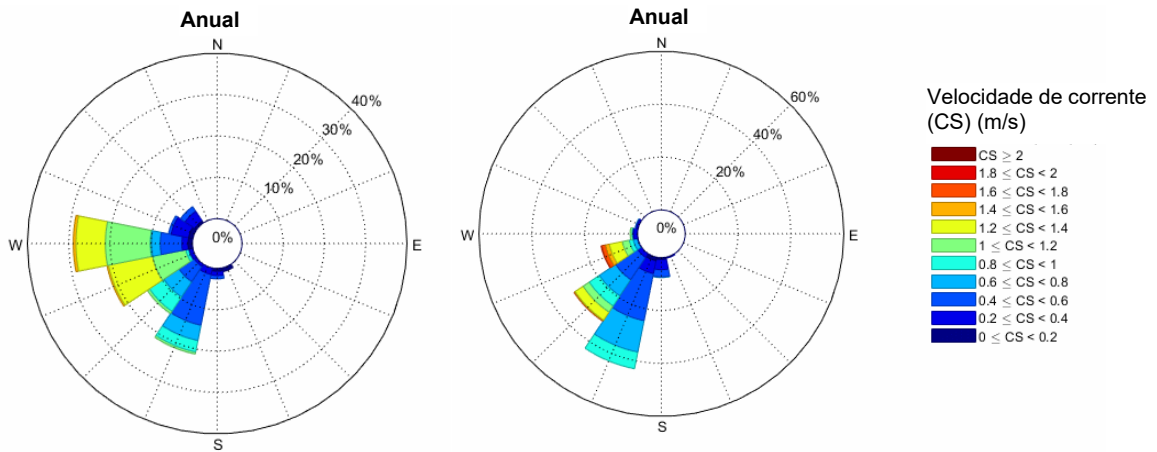 Anual
N
40%
30%
20%
10%
0%
W
E
S
Anual
N
60%
40%
20%
0%
W
E
S
Velocidade de corrente
(CS) (m/s)
CS ≥ 2
1.8 ≤ CS < 2
1.6 ≤ CS < 1.8
1.4 ≤ CS < 1.6
1.2 ≤ CS < 1.4
1 ≤ CS < 1.2
0.8 ≤ CS < 1
0.6 ≤ CS < 0.8
0.4 ≤ CS < 0.6
0.2 ≤ CS < 0.4
0 ≤ CS < 0.2